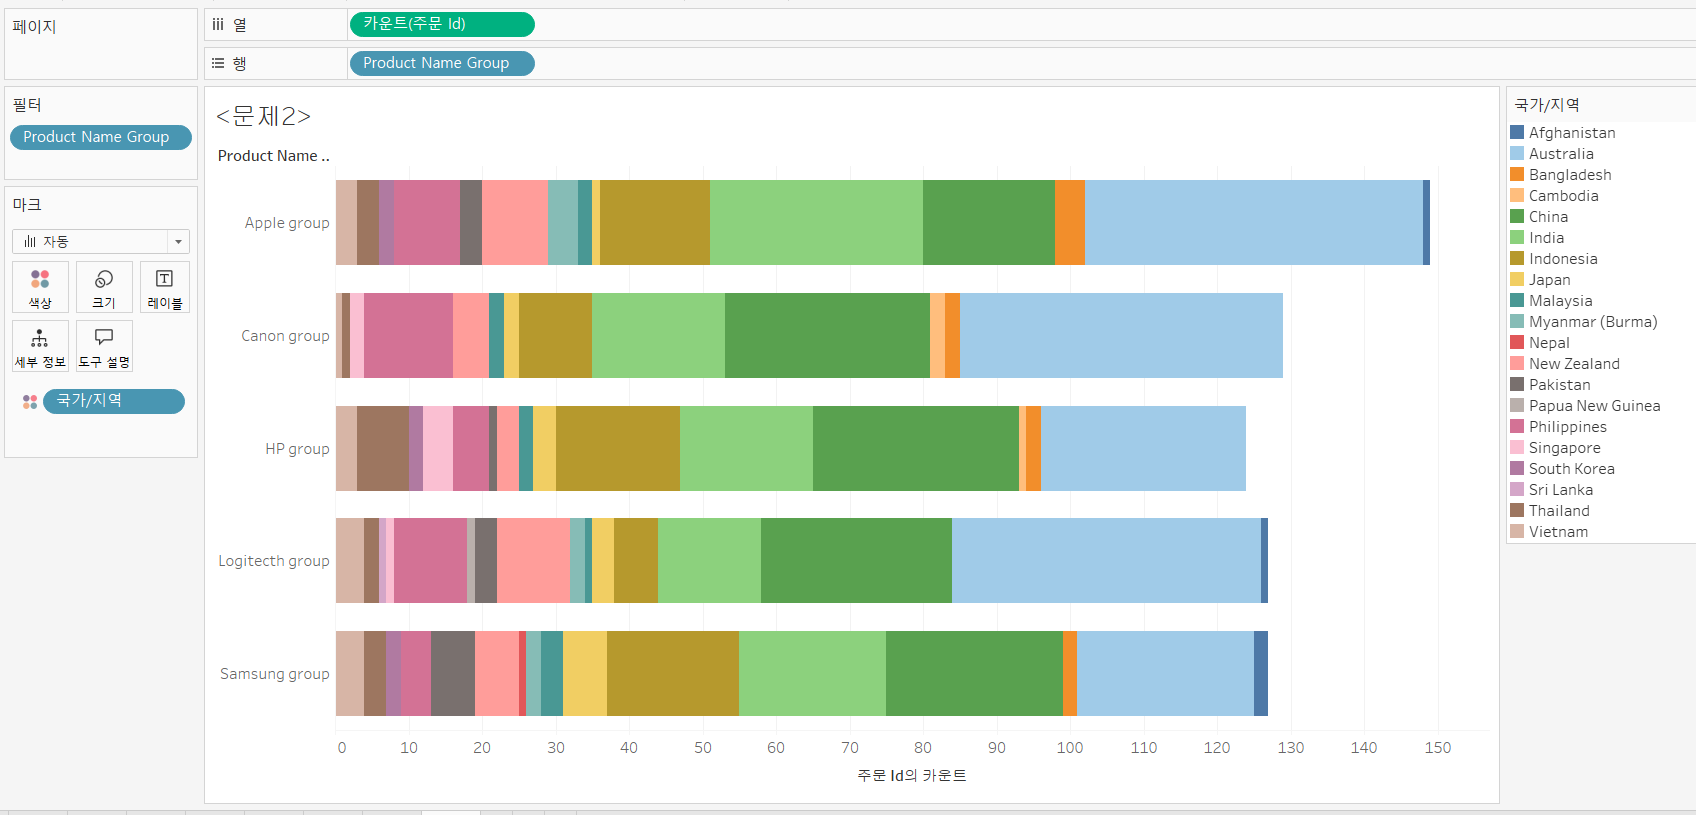 페이지
열
카운트(주문 Id)
행
Product Name Group
필터
Product Name Group
마크
자동
색상
크기
레이블
세부 정보
도구 설명
국가/지역
<문제2>
Product Name ..
Apple group
Canon group
HP group
Logitecth group
Samsung group
0 10 20 30 40 50 60 70 80 90 100 110 120 130 140 150
주문 Id의 카운트
국가/지역
Afghanistan
Australia
Bangladesh
Cambodia
China
India
Indonesia
Japan
Malaysia
Myanmar (Burma)
Nepal
New Zealand
Pakistan
Papua New Guinea
Philippines
Singapore
South Korea
Sri Lanka
Thailand
Vietnam